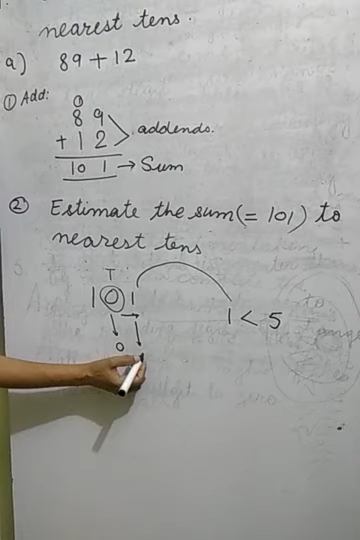 nearest tens.
a) 89 + 12
① Add:
0
8 9
+ 1 2 addends.
10 1 → Sum
② Estimate the sum (= 101) to
nearest tens
T
1 0 1
1 < 5
0